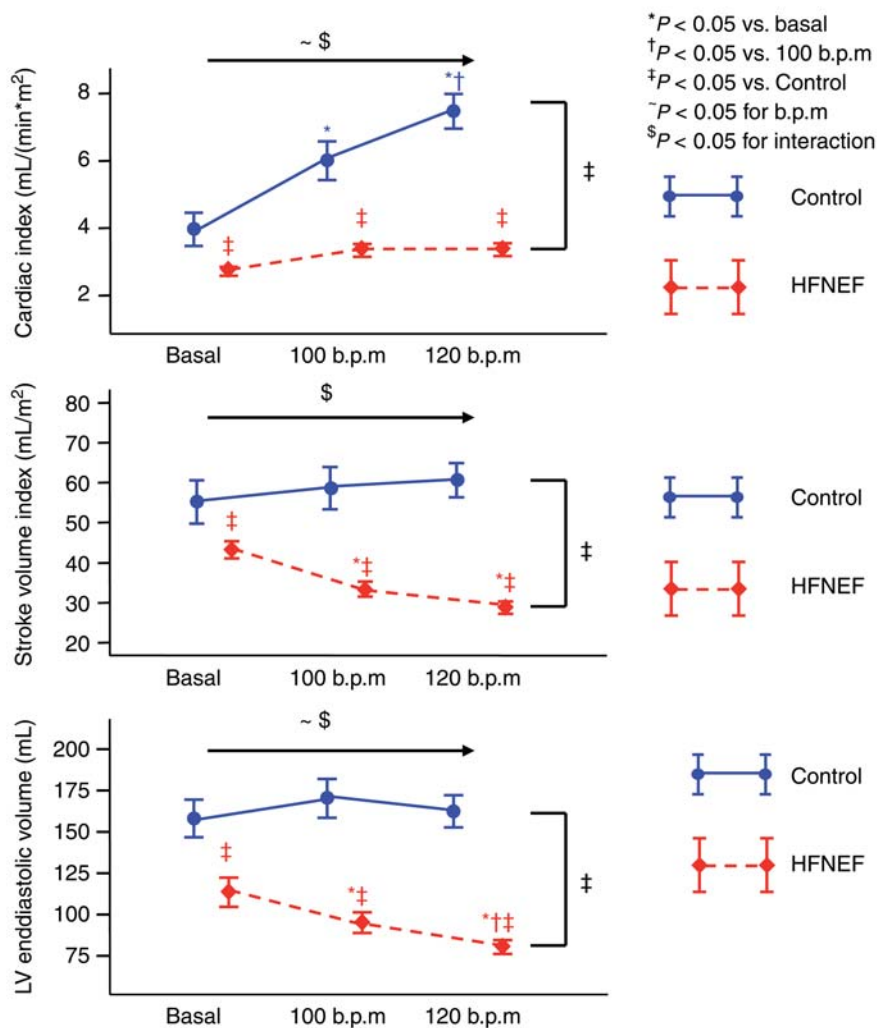 ~ $
*P < 0.05 vs. basal
†P < 0.05 vs. 100 b.p.m
‡P < 0.05 vs. Control
~P < 0.05 for b.p.m
$P < 0.05 for interaction
Cardiac index (mL/(min*m²)
8
6
4
2
*
*†
‡
‡
‡
‡
Control
HFNEF
Basal
100 b.p.m
120 b.p.m
$
Stroke volume index (mL/m²)
80
70
60
50
40
30
20
‡
*‡
*‡
‡
Control
HFNEF
Basal
100 b.p.m
120 b.p.m
~ $
LV enddiastolic volume (mL)
200
175
150
125
100
75
‡
*‡
*†‡
‡
Control
HFNEF
Basal
100 b.p.m
120 b.p.m